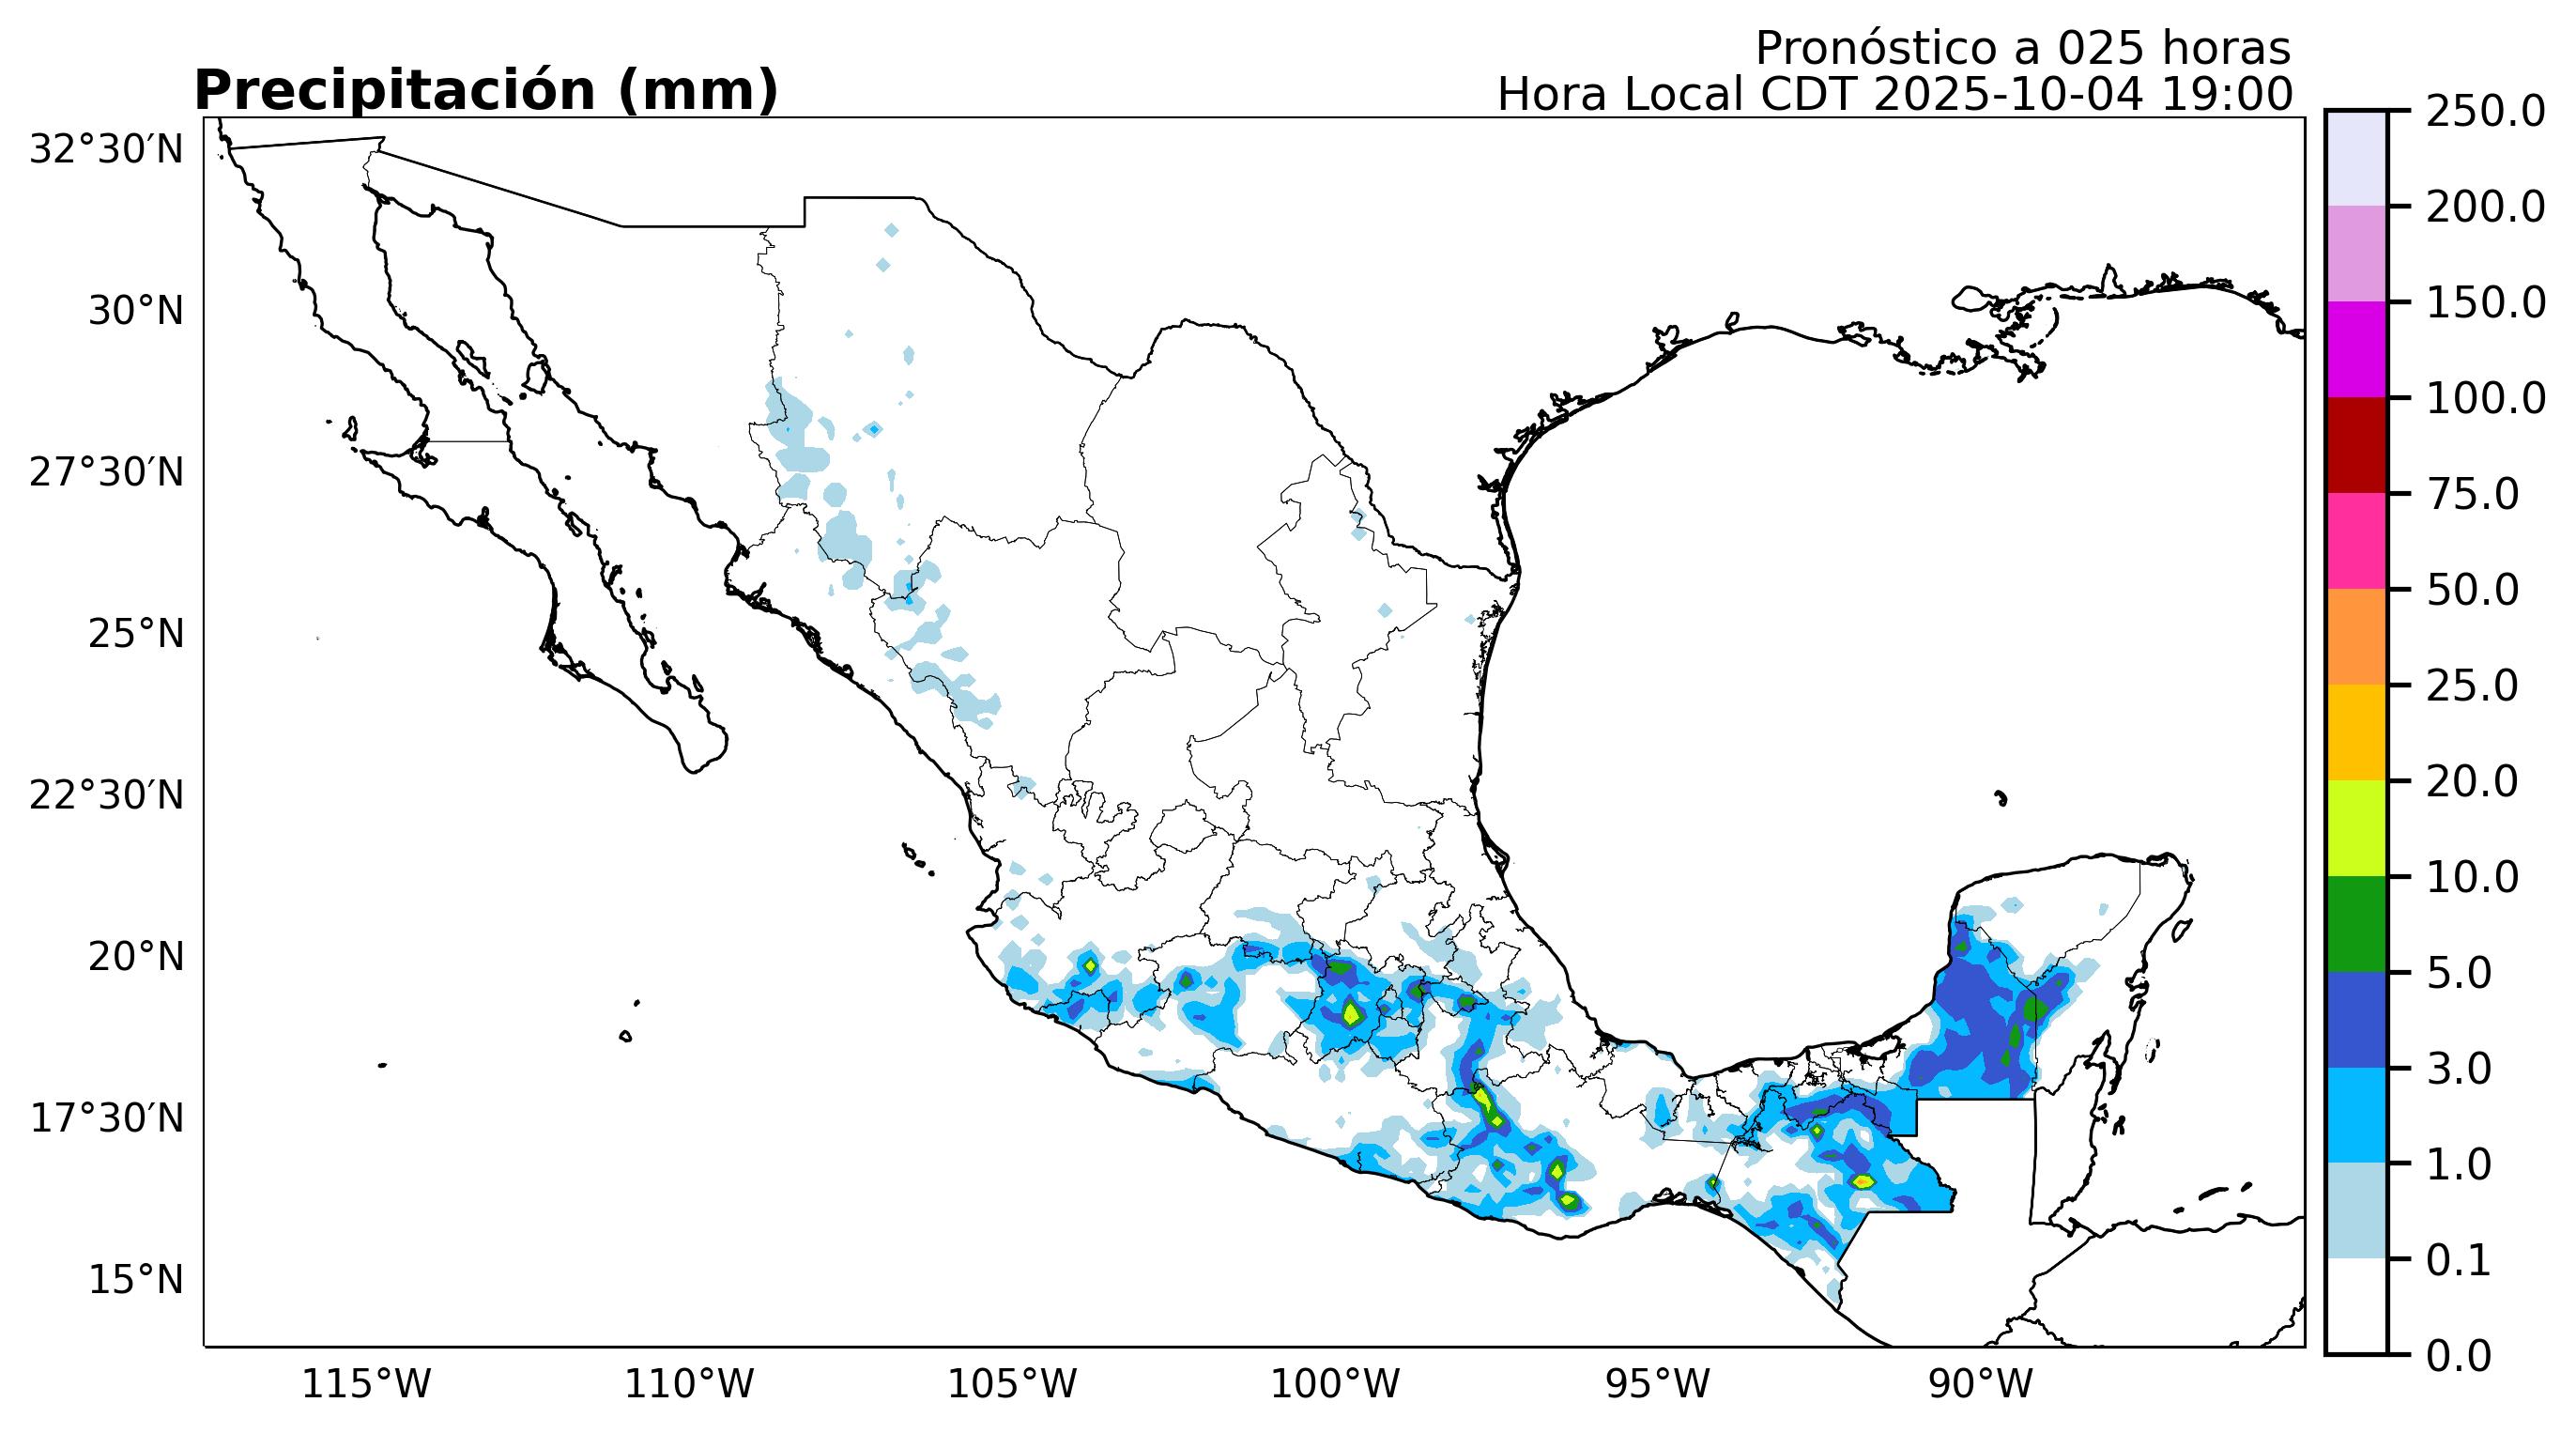 Pronóstico a 025 horas
Precipitación (mm)
Hora Local CDT 2025-10-04 19:00
32°30′N
30°N
27°30′N
25°N
22°30′N
20°N
17°30′N
15°N
115°W
110°W
105°W
100°W
95°W
90°W
250.0
200.0
150.0
100.0
75.0
50.0
25.0
20.0
10.0
5.0
3.0
1.0
0.1
0.0